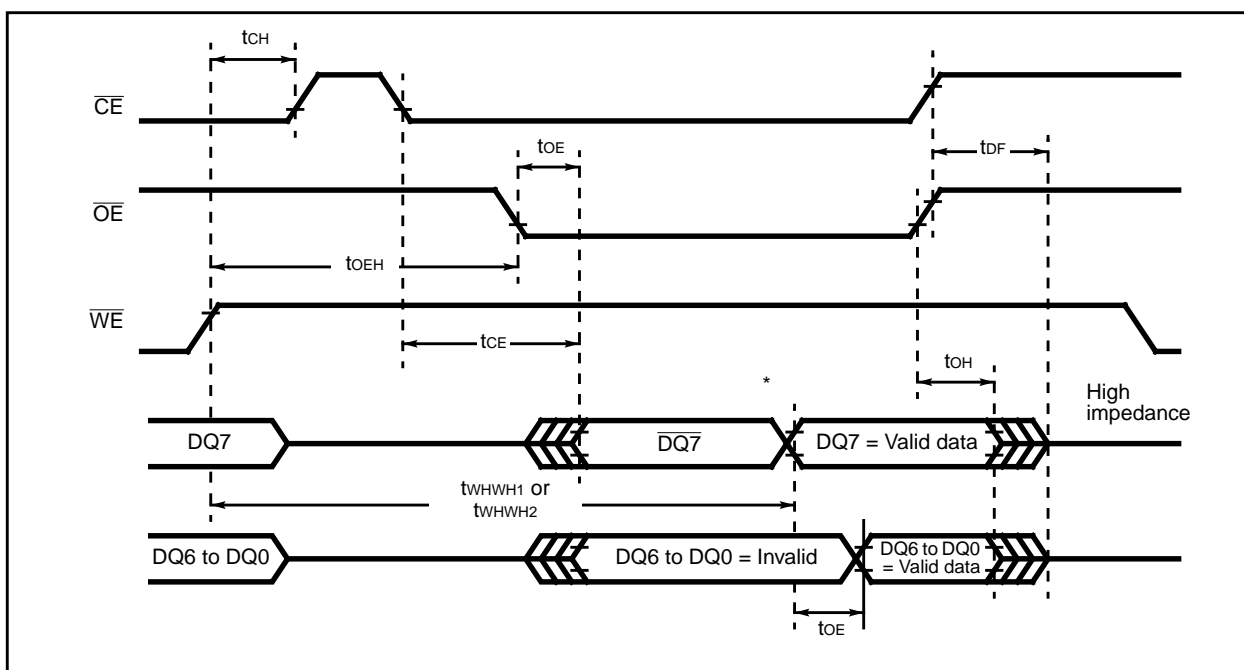 tCH
CE
tOE
tDF
OE
tOEH
WE
tCE
tOH
*
High
impedance
DQ7
DQ7
DQ7 = Valid data
tWHWH1 or
tWHWH2
DQ6 to DQ0
DQ6 to DQ0 = Invalid
DQ6 to DQ0
= Valid data
tOE